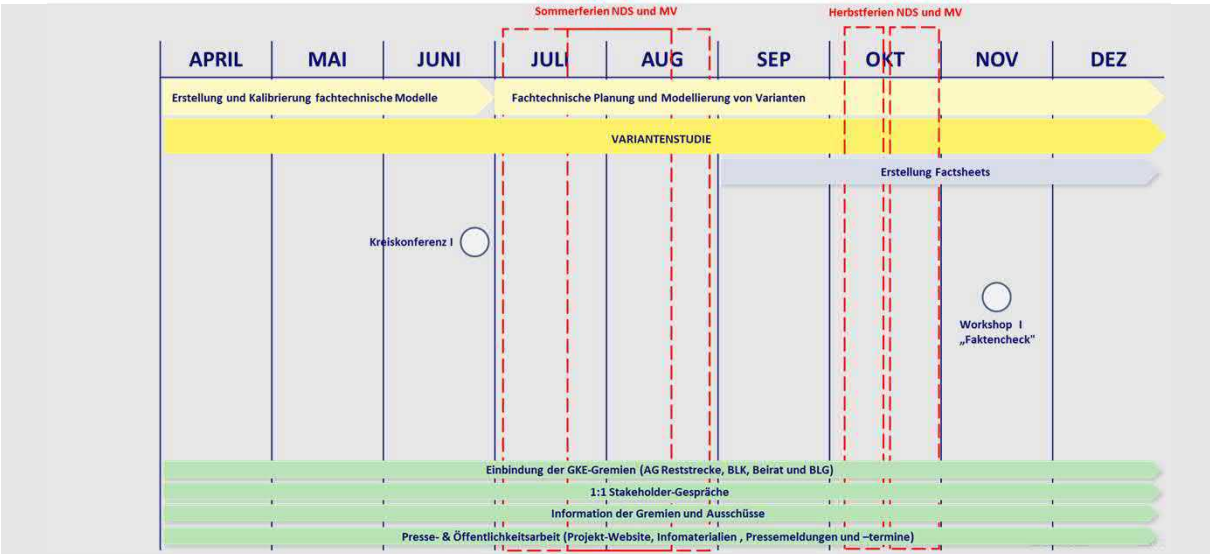 Sommerferien NDS und MV
Herbstferien NDS und MV
APRIL MAI JUNI JULI AUG SEP OKT NOV DEZ
Erstellung und Kalibrierung fachtechnische Modelle
Fachtechnische Planung und Modellierung von Varianten
VARIANTENSTUDIE
Erstellung Factsheets
Kreiskonferenz I
Workshop I
„Faktencheck"
Einbindung der GKE-Gremien (AG Reststrecke, BLK, Beirat und BLG)
1:1 Stakeholder-Gespräche
Information der Gremien und Ausschüsse
Presse- & Öffentlichkeitsarbeit (Projekt-Website, Infomaterialien , Pressemeldungen und –termine)